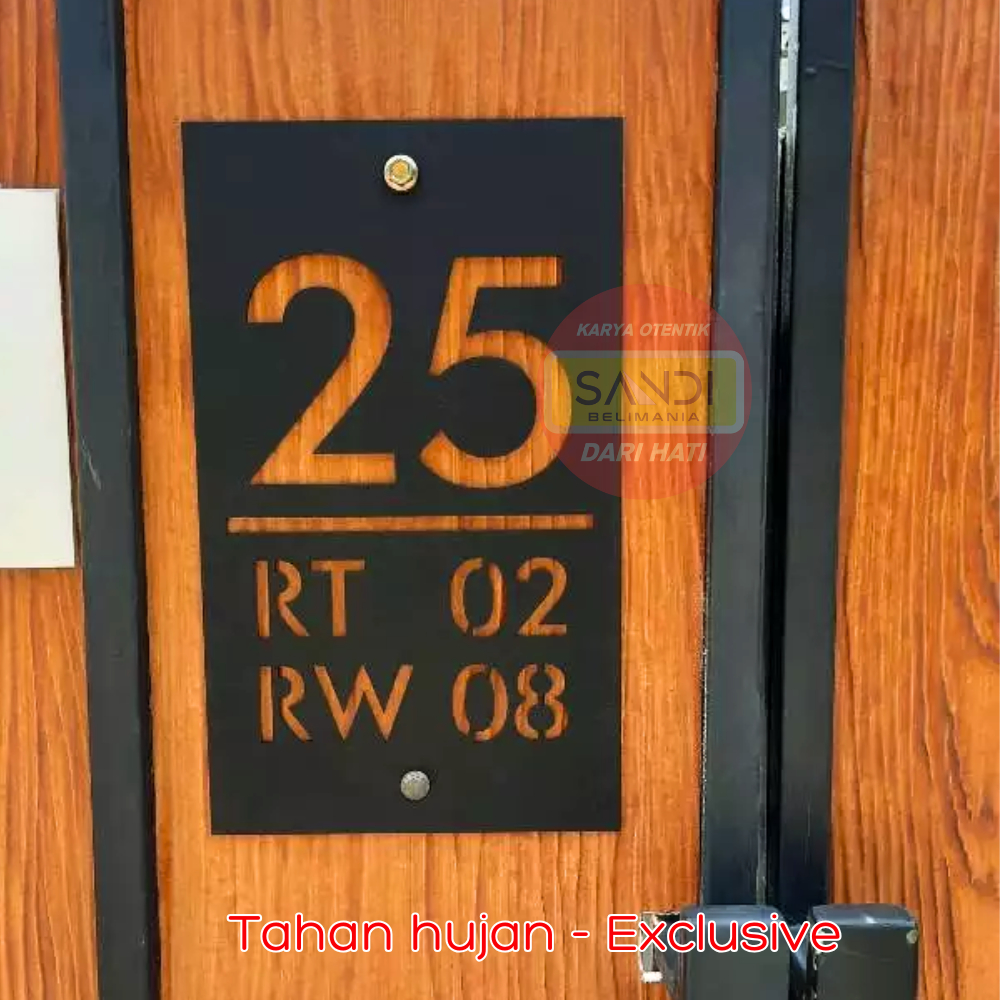 25
RT 02
RW 08
KARYA OTENTIK
SANDI
BELIMANIA
DARI HATI
Tahan hujan - Exclusive